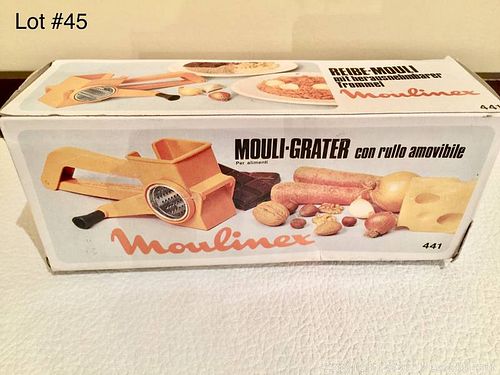 Lot #45
REIBE-MOULI
mit herausnehmbarer
Trommel
Moulinex
441
MOULI-GRATER con rullo amovibile
Per alimenti
Moulinex
441